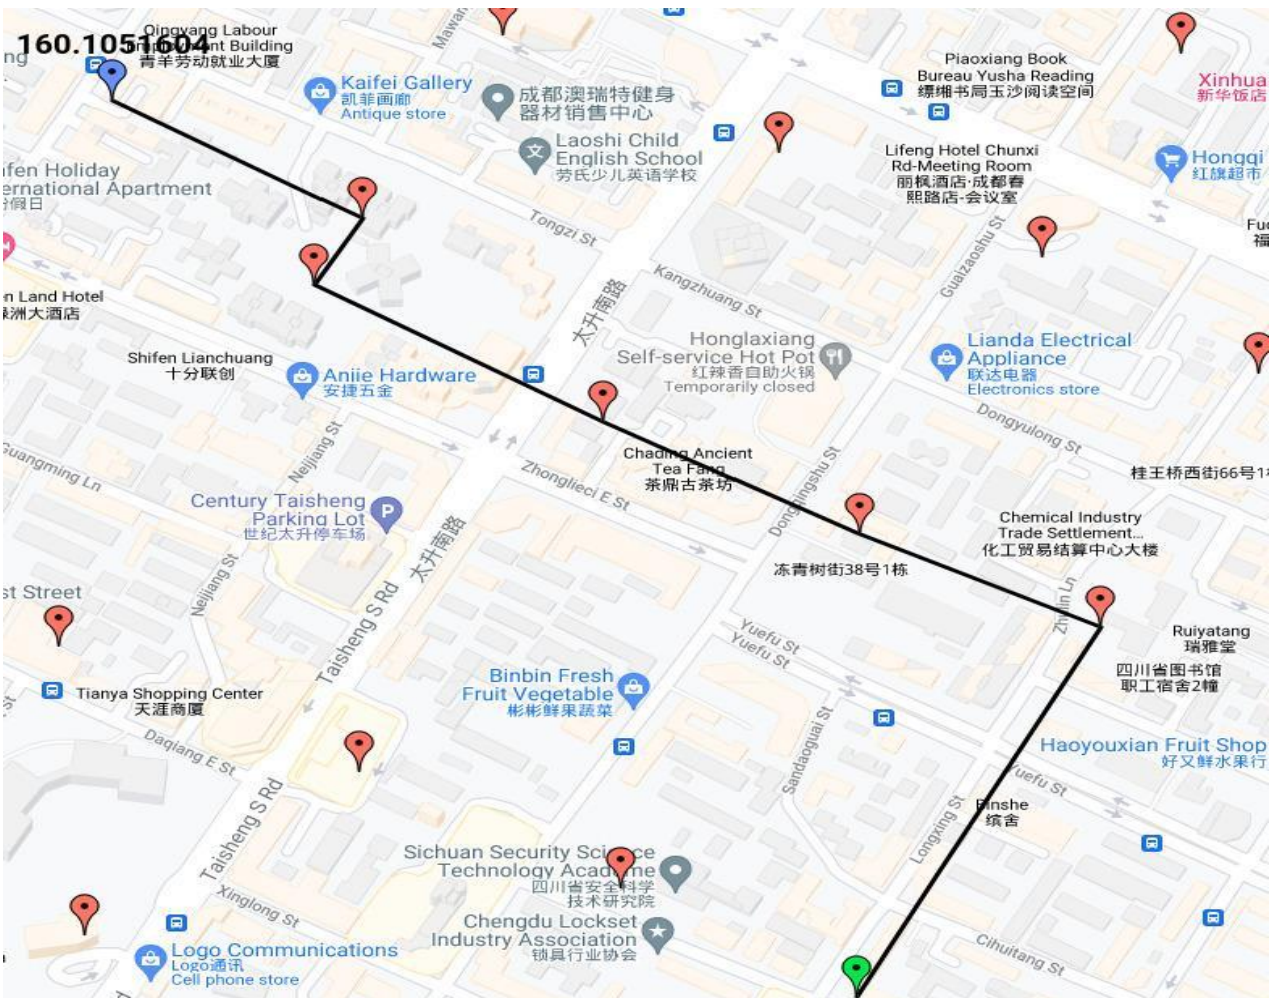 160.1051604
Qingyang Labour
Employment Building
青羊劳动就业大厦
Kaifei Gallery
凯菲画廊
Antique store
成都澳瑞特健身
器材销售中心
Laoshi Child
English School
劳氏少儿英语学校
文
Piaoxiang Book
Bureau Yusha Reading
缥缃书局玉沙阅读空间
Xinhua
新华饭店
Lifeng Hotel Chunxi
Rd-Meeting Room
丽枫酒店·成都春
熙路店-会议室
Hongqi
红旗超市
ifen Holiday
ernational Apartment
假日
Tongzi St
Kangzhuang St
Guaizaoshu St
太升南路
n Land Hotel
洲大酒店
Shifen Lianchuang
十分联创
Anjie Hardware
安捷五金
Honglaxiang
Self-service Hot Pot
红辣香自助火锅
Temporarily closed
Lianda Electrical
Appliance
联达电器
Electronics store
Dongyulong St
Neijiang St
Guangming Ln
Chading Ancient
Tea Fang
茶鼎古茶坊
Zhonglieci E St
Dongqingshu St
桂王桥西街66号1
Century Taisheng
Parking Lot
世纪太升停车场
P
太升南路
Chemical Industry
Trade Settlement...
化工贸易结算中心大楼
冻青树街38号1栋
Neijiang St
st Street
Taisheng S Rd
Zhilin Ln
Yuefu St
Yuefu St
Ruiyatang
瑞雅堂
四川省图书馆
职工宿舍2幢
Binbin Fresh
Fruit Vegetable
彬彬鲜果蔬菜
Tianya Shopping Center
天涯商厦
Daqiang E St
Sandaoguai St
Haoyouxian Fruit Shop
好又鲜水果行
Yuefu St
Binshe
缤舍
Longxing St
Taisheng S Rd
Sichuan Security Science
Technology Academe
四川省安全科学
技术研究院
Xinglong St
Chengdu Lockset
Industry Association
锁具行业协会
Cihuitang St
Logo Communications
Logo通讯
Cell phone store